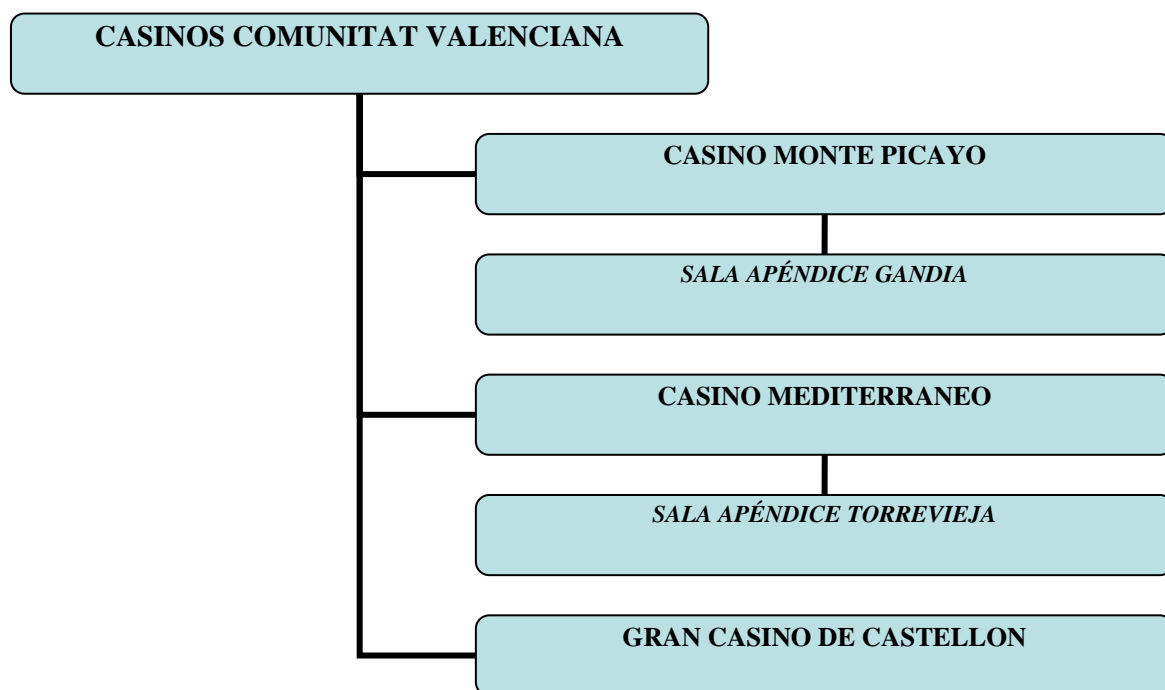 CASINOS COMUNITAT VALENCIANA
CASINO MONTE PICAYO
SALA APÉNDICE GANDIA
CASINO MEDITERRANEO
SALA APÉNDICE TORREVIEJA
GRAN CASINO DE CASTELLON